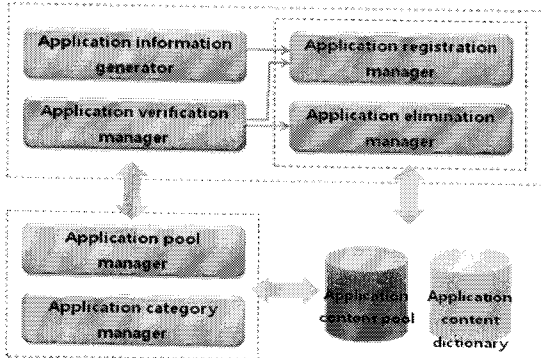 Application information
generator
Application registration
manager
Application verification
manager
Application elimination
manager
Application pool
manager
Application category
manager
Application
content pool
Application
content
dictionary